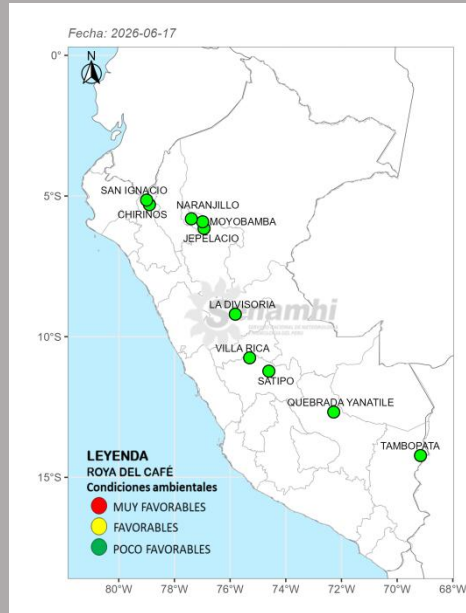 Fecha: 2026-06-17
N
0°
SAN IGNACIO
CHIRINOS
NARANJILLO
MOYOBAMBA
JEPELACIO
5°S
LA DIVISORIA
Senamhi
10°S
VILLA RICA
SATIPO
QUEBRADA YANATILE
TAMBOPATA
LEYENDA
ROYA DEL CAFÉ
Condiciones ambientales
MUY FAVORABLES
FAVORABLES
POCO FAVORABLES
15°S
80°W 78°W 76°W 74°W 72°W 70°W 68°W